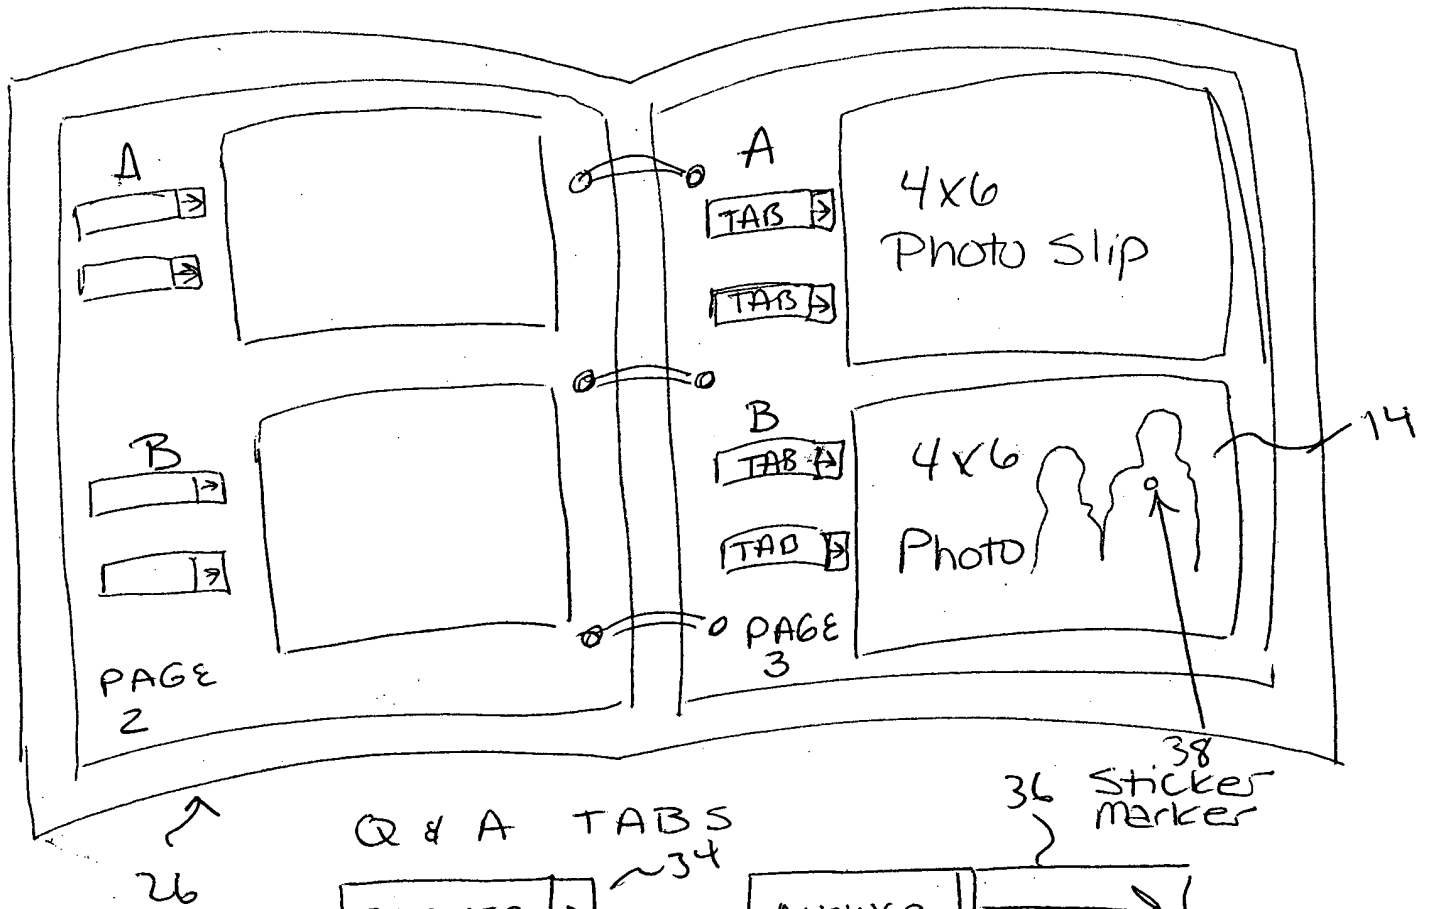 A
B
PAGE
2
A
TAB
TAB
4x6
Photo Slip
B
TAB
TAB
4x6
Photo
PAGE
3
14
38
Sticker
Marker
36
26
Q & A TABS
34